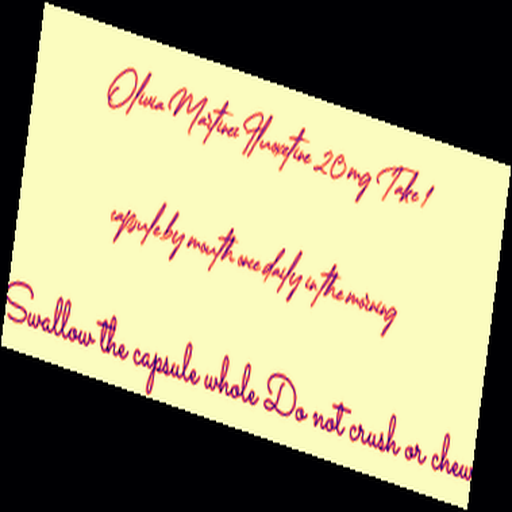 Olivia Martinez Fluoxetine 20 mg Take 1
capsule by mouth once daily in the morning
Swallow the capsule whole Do not crush or chew